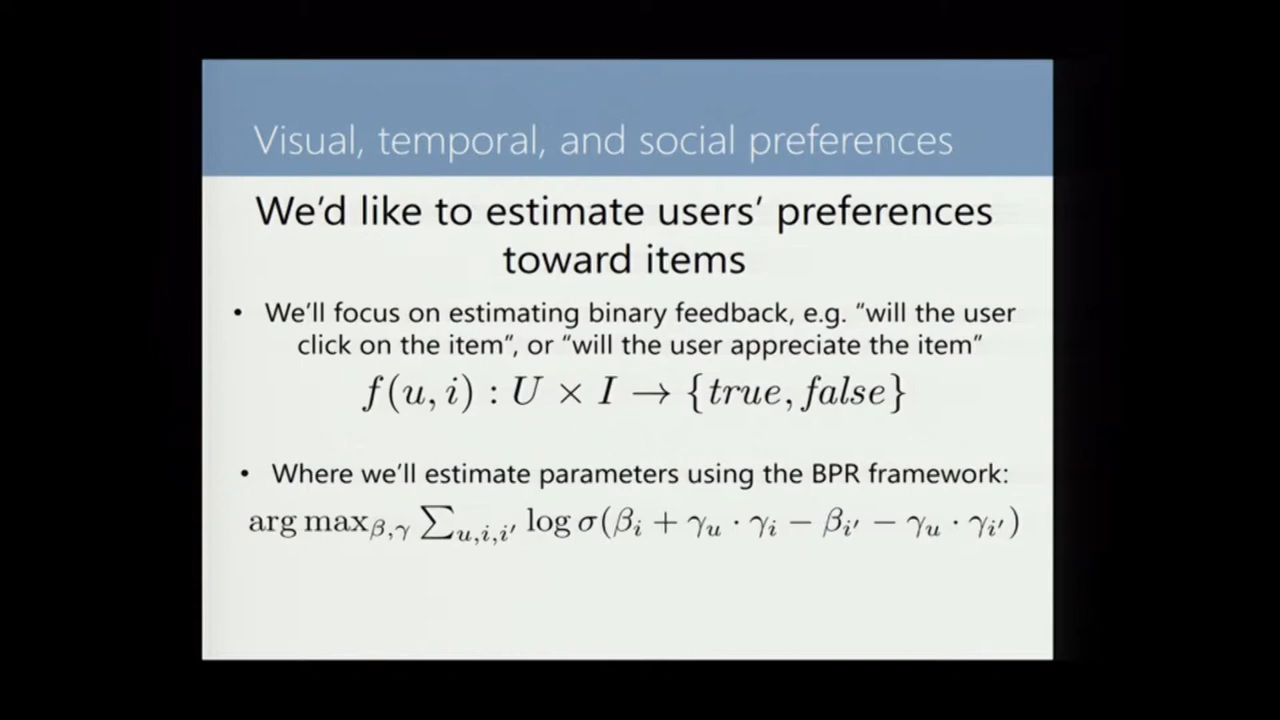 Visual, temporal, and social preferences
We'd like to estimate users' preferences
toward items
• We'll focus on estimating binary feedback, e.g. "will the user
click on the item", or "will the user appreciate the item"
f(u, i) : U × I → {true, false}
• Where we'll estimate parameters using the BPR framework:
arg max_{β,γ} ∑_{u,i,i'} log σ(β_i + γ_u · γ_i − β_{i'} − γ_u · γ_{i'})